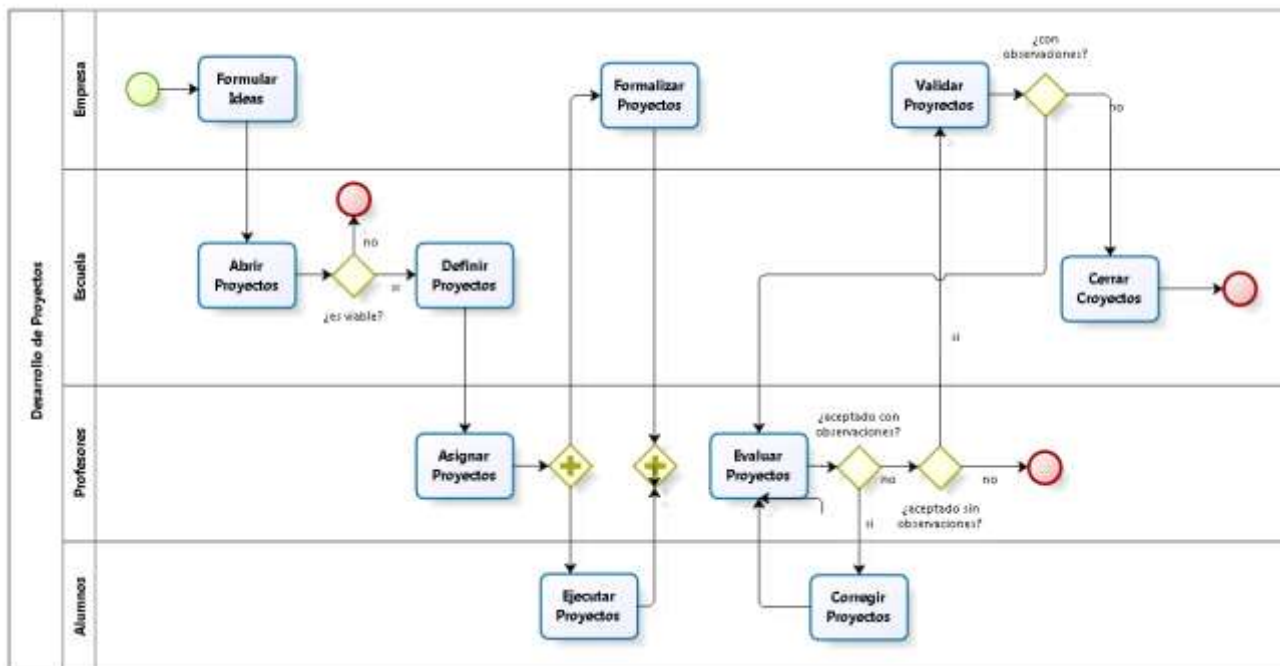 Desarrollo de Proyectos
Empresa
Formular
Ideas
Formalizar
Proyectos
Validar
Proyrectos
¿con
observaciones?
no
Escuela
Abrir
Proyectos
no
si
¿es viable?
Definir
Proyectos
Cerrar
Croyectos
si
Profesores
Asignar
Proyectos
Evaluar
Proyectos
¿aceptado con
observaciones?
no
si
no
¿aceptado sin
observaciones?
Alumnos
Ejecutar
Proyectos
Corregir
Proyectos